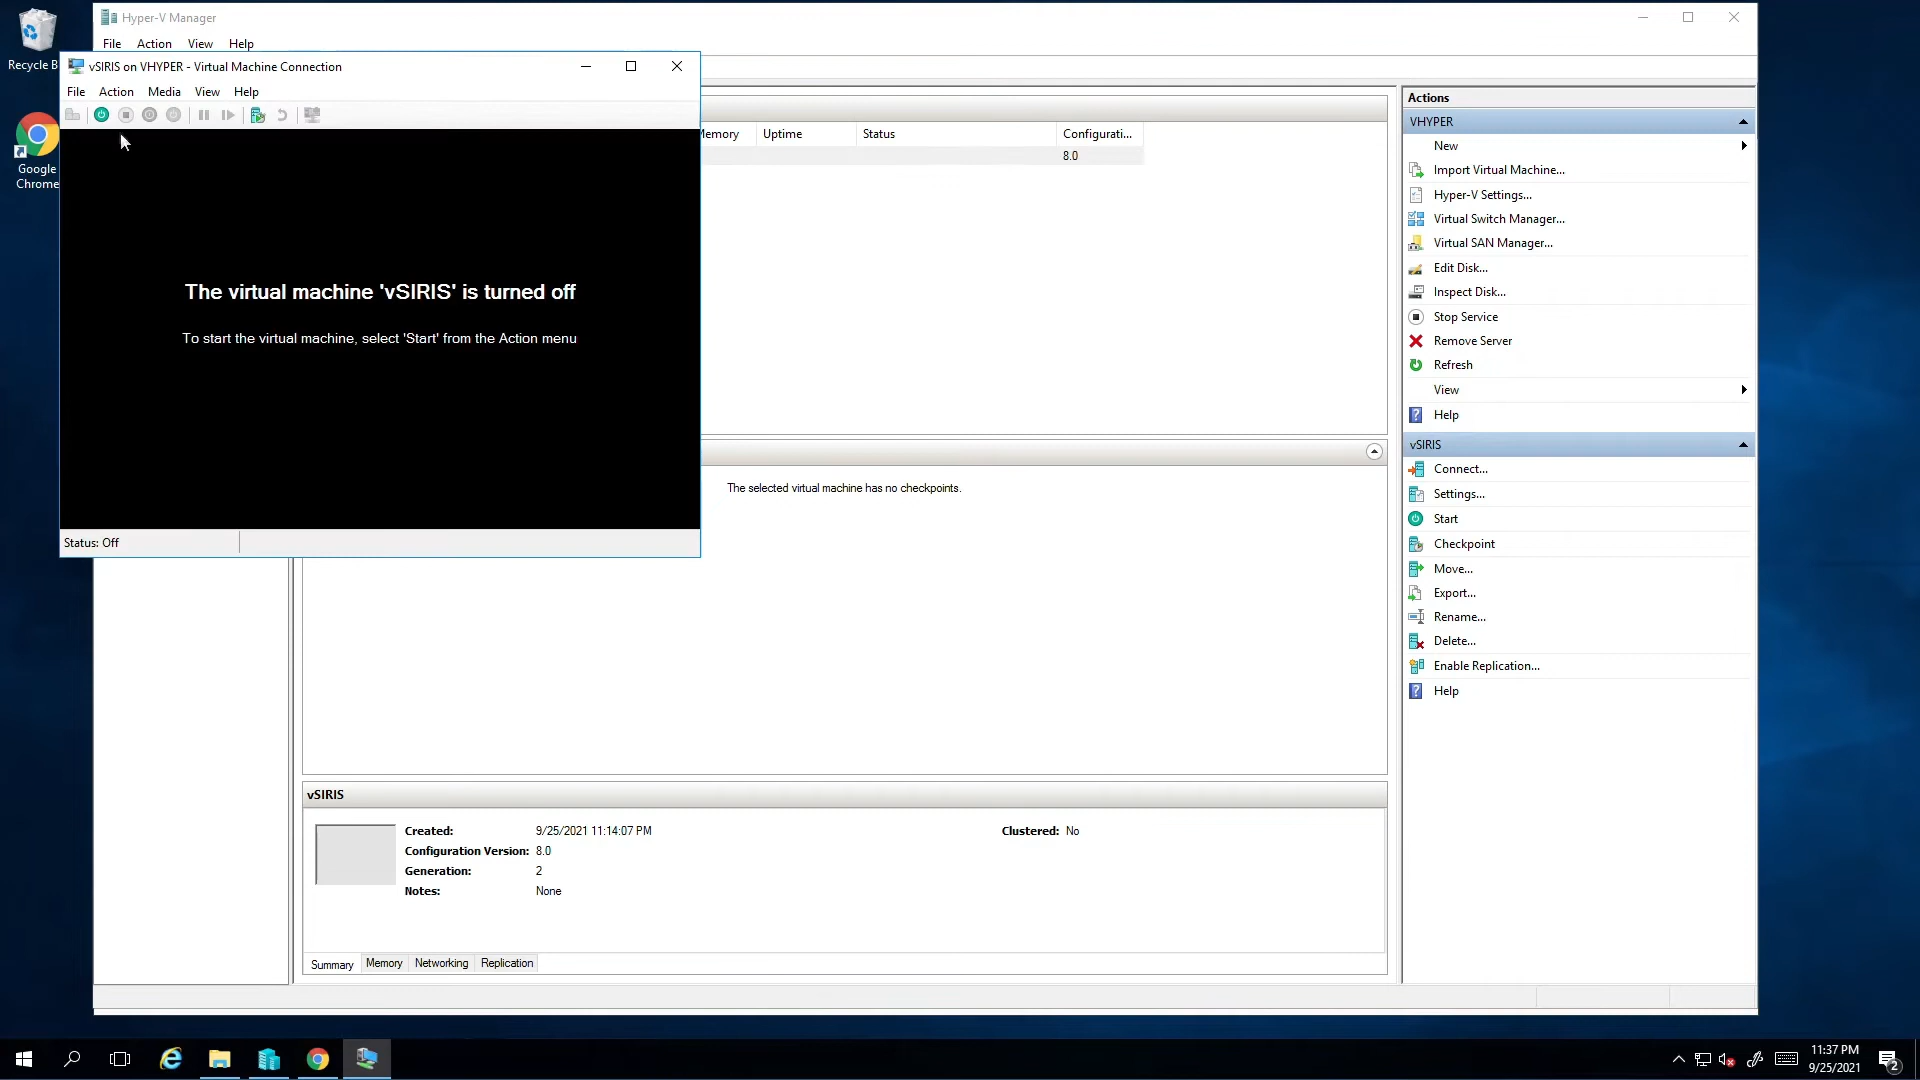 Recycle B
Google
Chrome
Hyper-V Manager
File Action View Help
vSIRIS on VHYPER - Virtual Machine Connection
File Action Media View Help
The virtual machine 'vSIRIS' is turned off
To start the virtual machine, select 'Start' from the Action menu
Status: Off
Memory Uptime Status Configurati...
8.0
The selected virtual machine has no checkpoints.
vSIRIS
Created: 9/25/2021 11:14:07 PM Clustered: No
Configuration Version: 8.0
Generation: 2
Notes: None
Summary Memory Networking Replication
Actions
VHYPER
New
Import Virtual Machine...
Hyper-V Settings...
Virtual Switch Manager...
Virtual SAN Manager...
Edit Disk...
Inspect Disk...
Stop Service
Remove Server
Refresh
View
Help
vSIRIS
Connect...
Settings...
Start
Checkpoint
Move...
Export...
Rename...
Delete...
Enable Replication...
Help
11:37 PM
9/25/2021
2